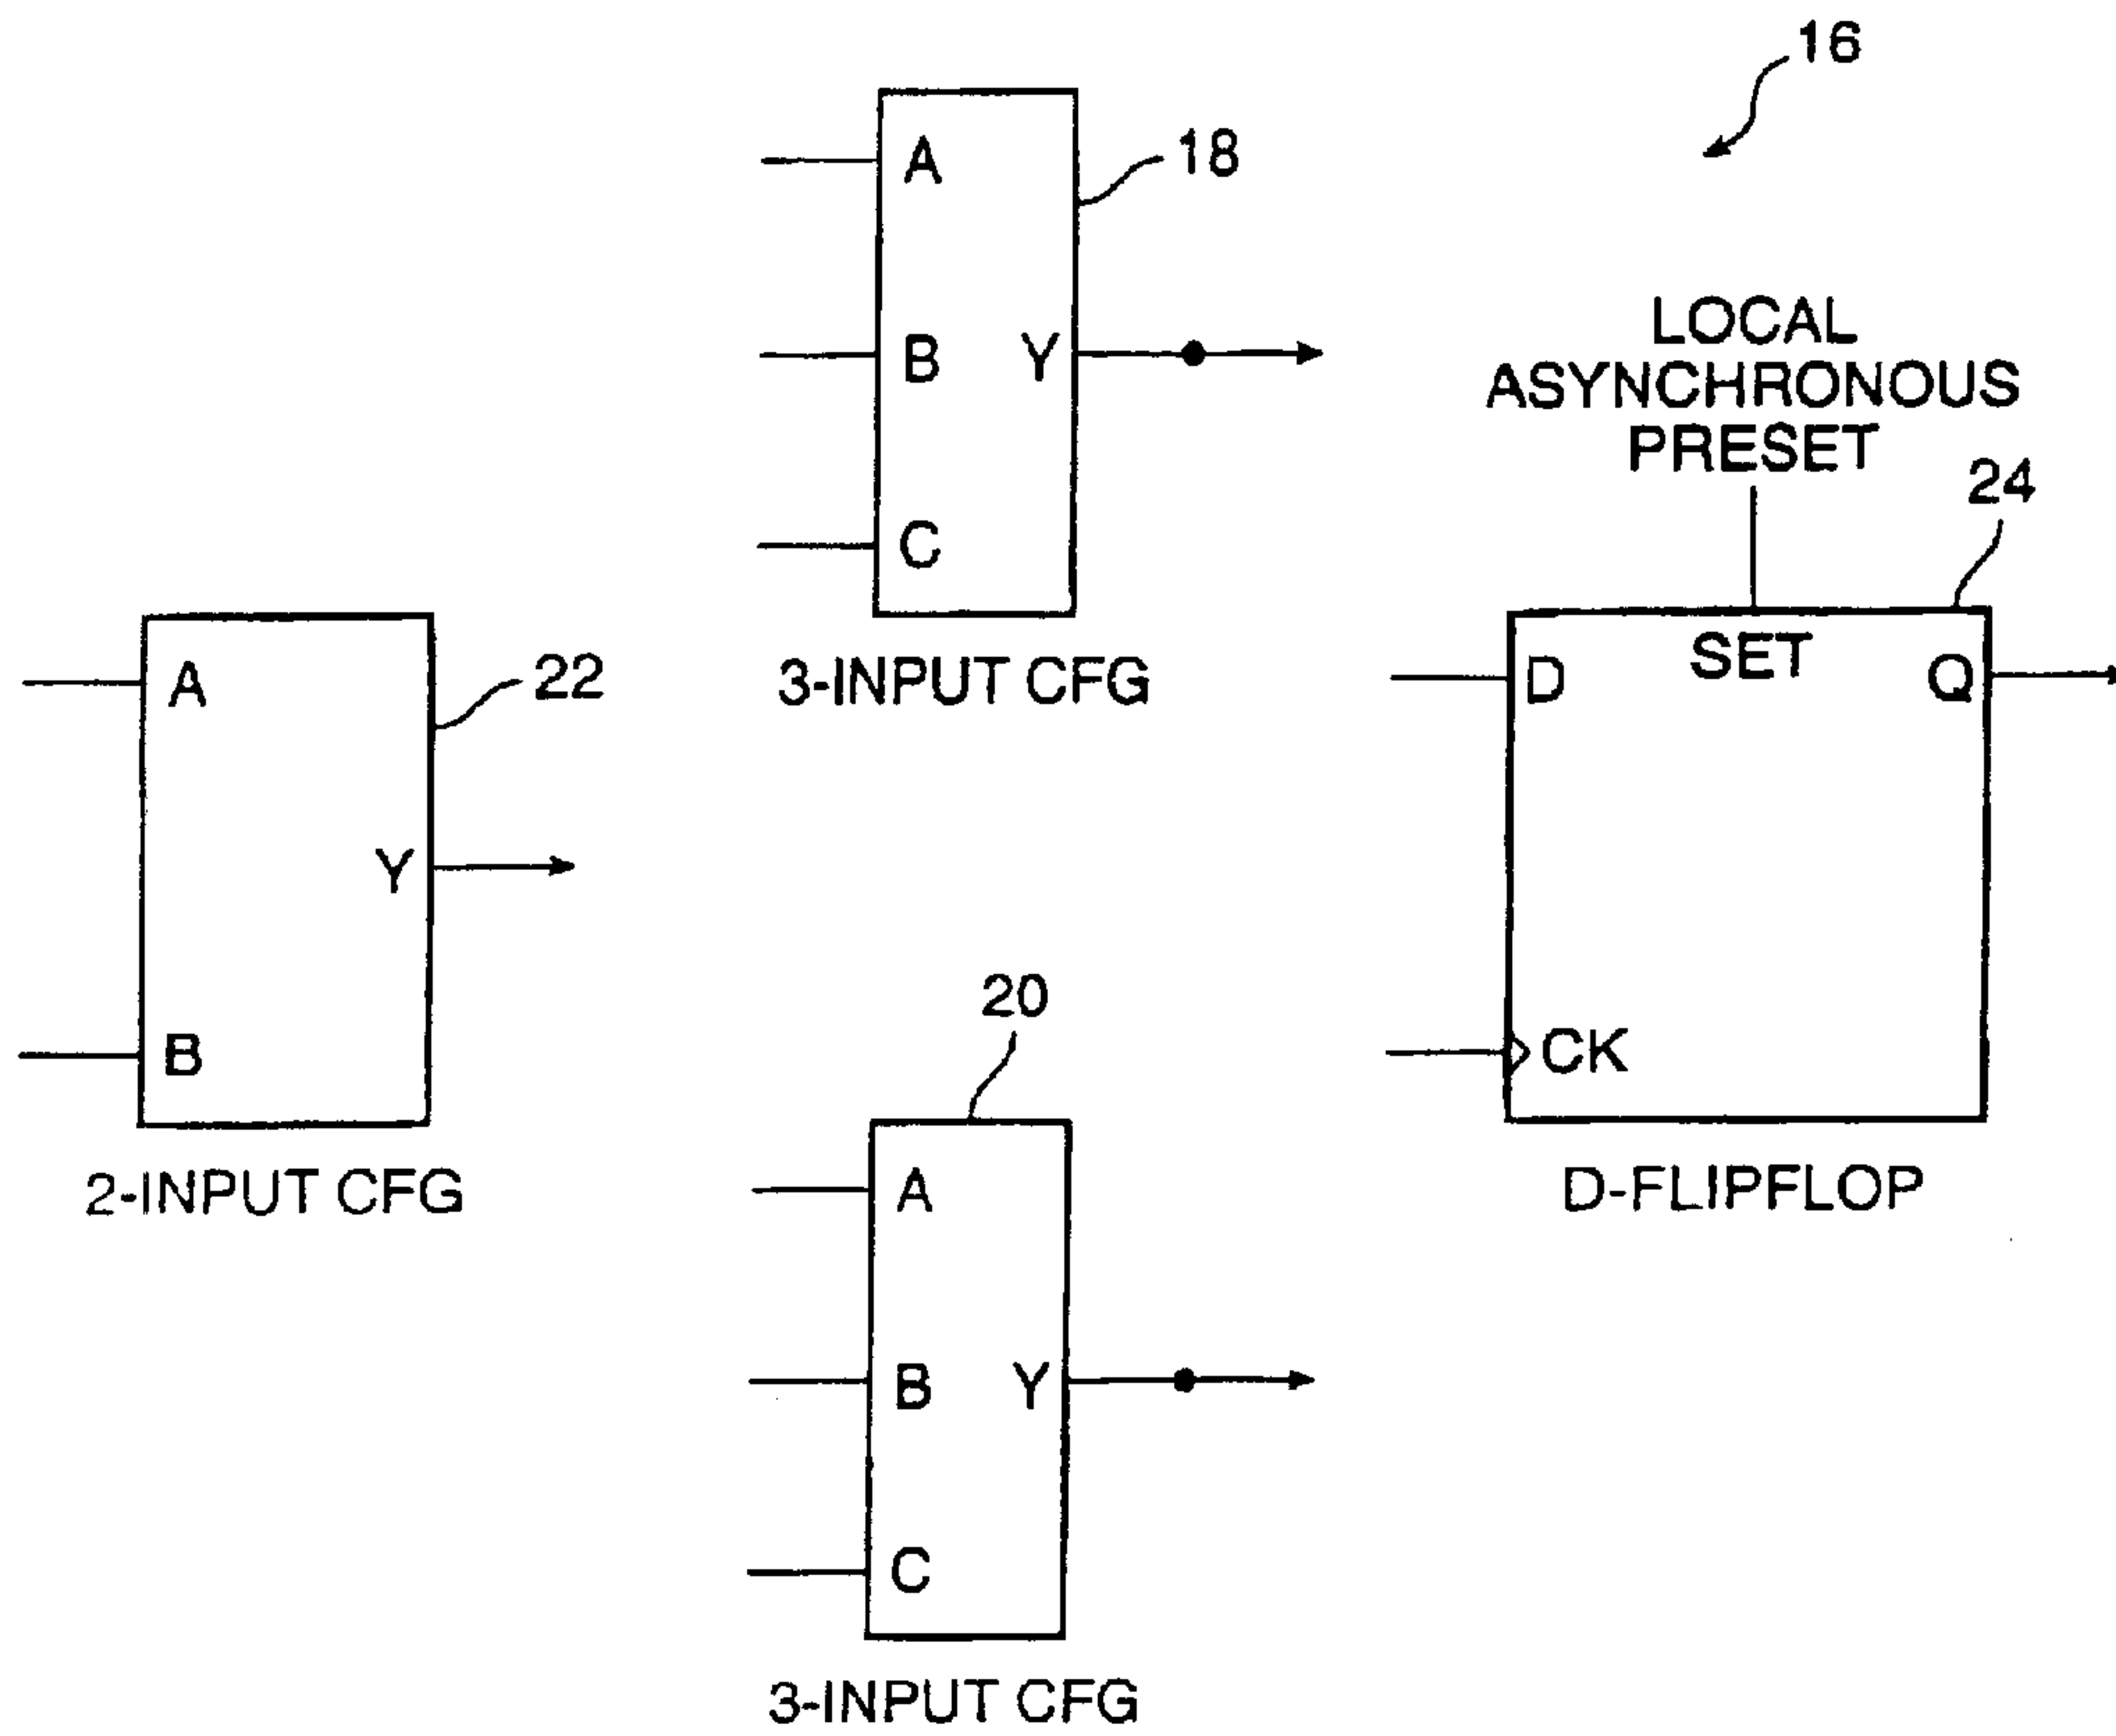 16
A
18
B
Y
C
3-INPUT CFG
LOCAL
ASYNCHRONOUS
PRESET
24
SET
D
Q
CK
D-FLIPFLOP
A
22
Y
B
2-INPUT CFG
20
A
B
Y
C
3-INPUT CFG